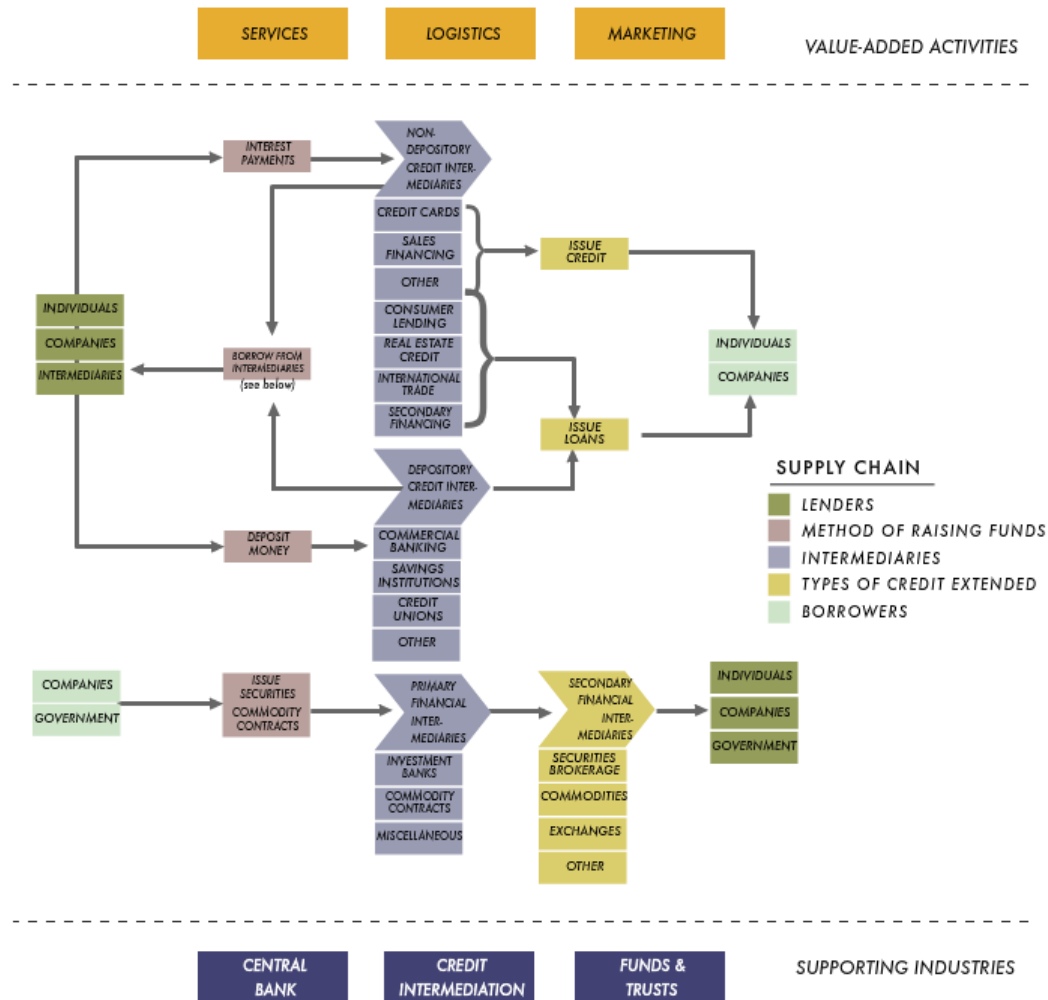 SERVICES
LOGISTICS
MARKETING
VALUE-ADDED ACTIVITIES
INTEREST
PAYMENTS
NON-
DEPOSITORY
CREDIT INTER-
MEDIARIES
CREDIT CARDS
SALES
FINANCING
OTHER
CONSUMER
LENDING
REAL ESTATE
CREDIT
INTERNATIONAL
TRADE
SECONDARY
FINANCING
ISSUE
CREDIT
INDIVIDUALS
COMPANIES
INTERMEDIARIES
BORROW FROM
INTERMEDIARIES
(see below)
INDIVIDUALS
COMPANIES
ISSUE
LOANS
DEPOSITORY
CREDIT INTER-
MEDIARIES
DEPOSIT
MONEY
COMMERCIAL
BANKING
SAVINGS
INSTITUTIONS
CREDIT
UNIONS
OTHER
SUPPLY CHAIN
LENDERS
METHOD OF RAISING FUNDS
INTERMEDIARIES
TYPES OF CREDIT EXTENDED
BORROWERS
COMPANIES
GOVERNMENT
ISSUE
SECURITIES
COMMODITY
CONTRACTS
PRIMARY
FINANCIAL
INTER-
MEDIARIES
INVESTMENT
BANKS
COMMODITY
CONTRACTS
MISCELLANEOUS
SECONDARY
FINANCIAL
INTER-
MEDIARIES
SECURITIES
BROKERAGE
COMMODITIES
EXCHANGES
OTHER
INDIVIDUALS
COMPANIES
GOVERNMENT
CENTRAL
BANK
CREDIT
INTERMEDIATION
FUNDS &
TRUSTS
SUPPORTING INDUSTRIES